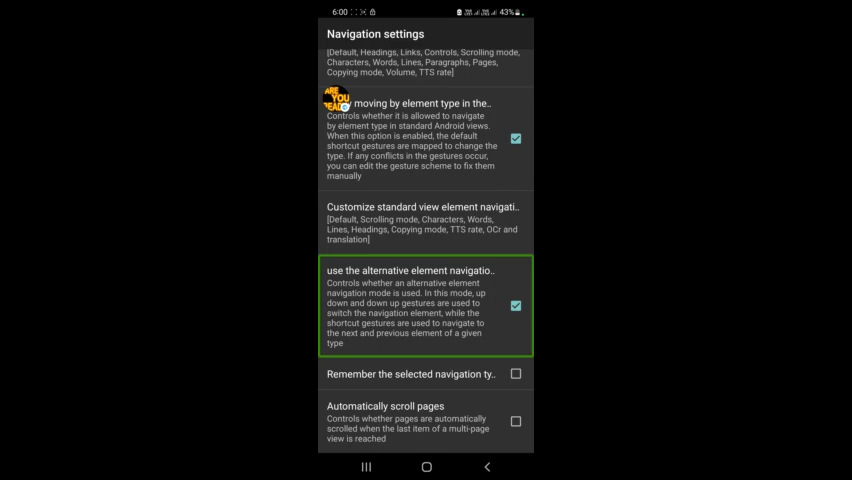 6:00
43%
Navigation settings
[Default, Headings, Links, Controls, Scrolling mode,
Characters, Words, Lines, Paragraphs, Pages,
Copying mode, Volume, TTS rate]
ARE
YOU
moving by element type in the..
Controls whether it is allowed to navigate
by element type in standard Android views.
When this option is enabled, the default
shortcut gestures are mapped to change the
type. If any conflicts in the gestures occur,
you can edit the gesture scheme to fix them
manually
Customize standard view element navigati..
[Default, Scrolling mode, Characters, Words,
Lines, Headings, Copying mode, TTS rate, OCr and
translation]
use the alternative element navigatio..
Controls whether an alternative element
navigation mode is used. In this mode, up
down and down up gestures are used to
switch the navigation element, while the
shortcut gestures are used to navigate to
the next and previous element of a given
type
Remember the selected navigation ty..
Automatically scroll pages
Controls whether pages are automatically
scrolled when the last item of a multi-page
view is reached